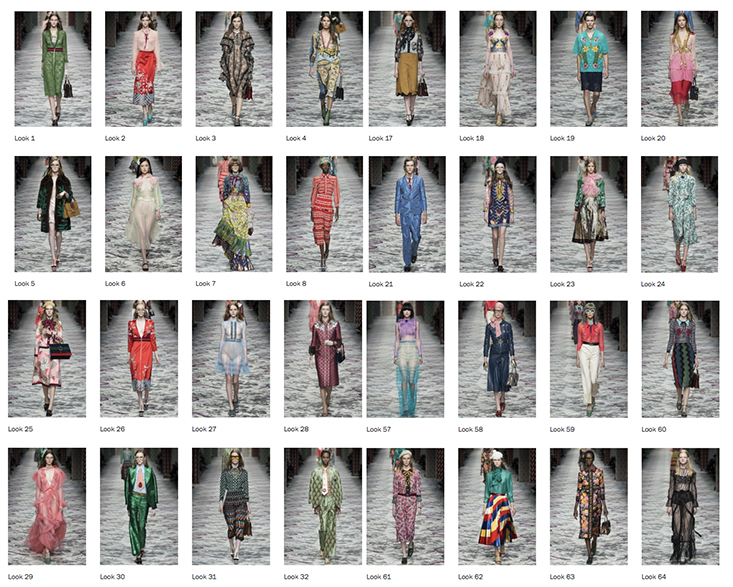 Look 1
Look 2
Look 3
Look 4
Look 17
Look 18
Look 19
Look 20
Look 5
Look 6
Look 7
Look 8
Look 21
Look 22
Look 23
Look 24
Look 25
Look 26
Look 27
Look 28
Look 57
Look 58
Look 59
Look 60
Look 29
Look 30
Look 31
Look 32
Look 61
Look 62
Look 63
Look 64